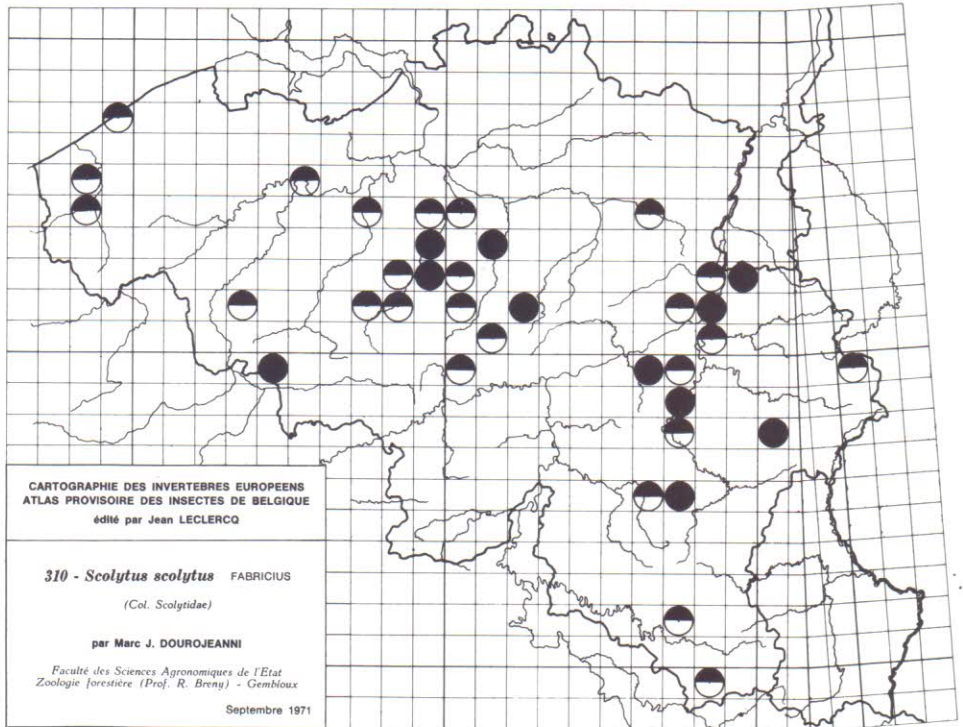 CARTOGRAPHIE DES INVERTEBRES EUROPEENS
ATLAS PROVISOIRE DES INSECTES DE BELGIQUE
édité par Jean LECLERCQ
310 - Scolytus scolytus FABRICIUS
(Col. Scolytidae)
par Marc J. DOUROJEANNI
Faculté des Sciences Agronomiques de l'Etat
Zoologie forestière (Prof. R. Breny) - Gembloux
Septembre 1971